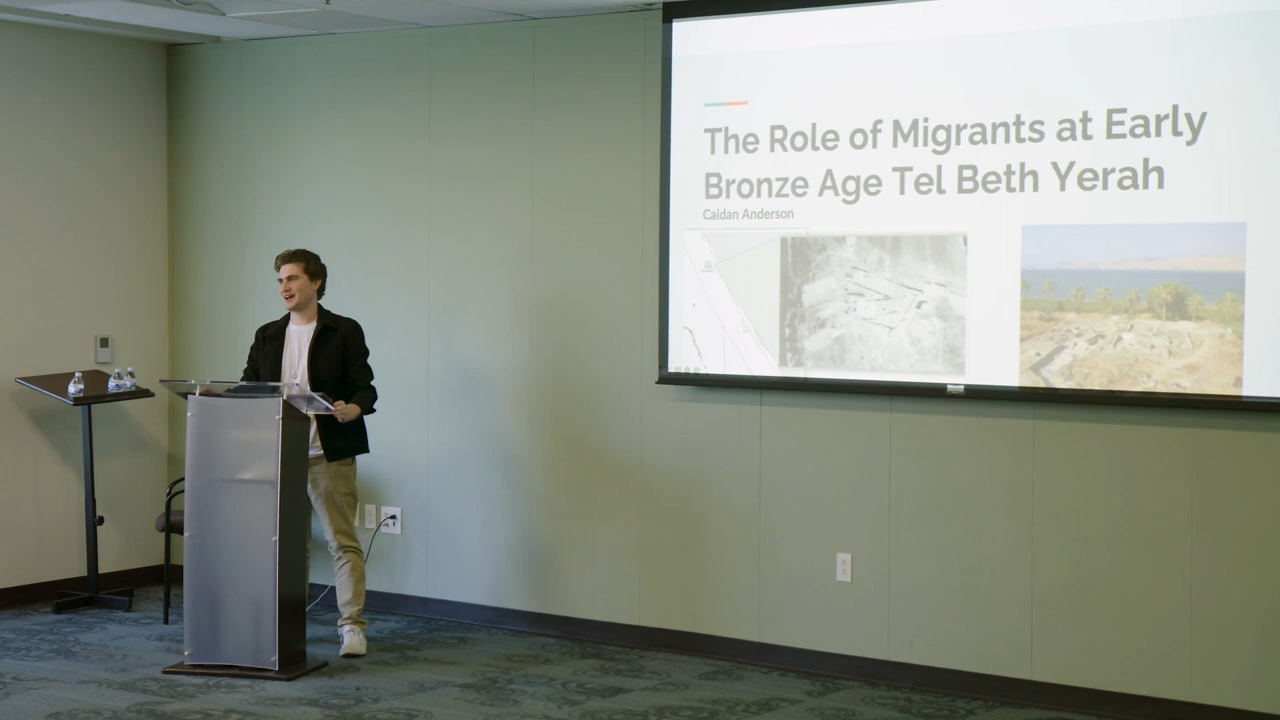 The Role of Migrants at Early
Bronze Age Tel Beth Yerah
Caidan Anderson